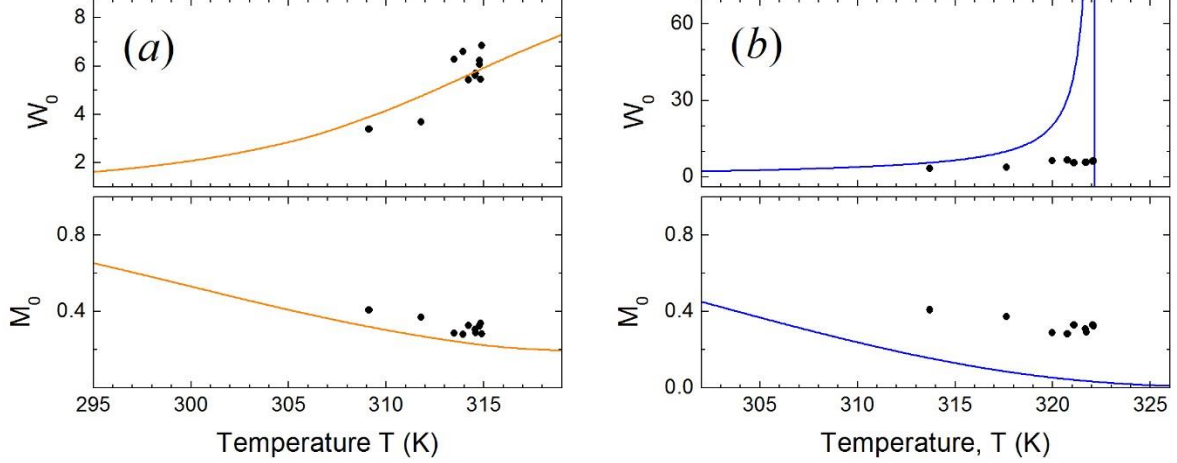 (a)
8
6
4
2
W₀
0.8
0.4
M₀
295 300 305 310 315
Temperature T (K)
(b)
60
30
0
W₀
0.8
0.4
0.0
M₀
305 310 315 320 325
Temperature, T (K)